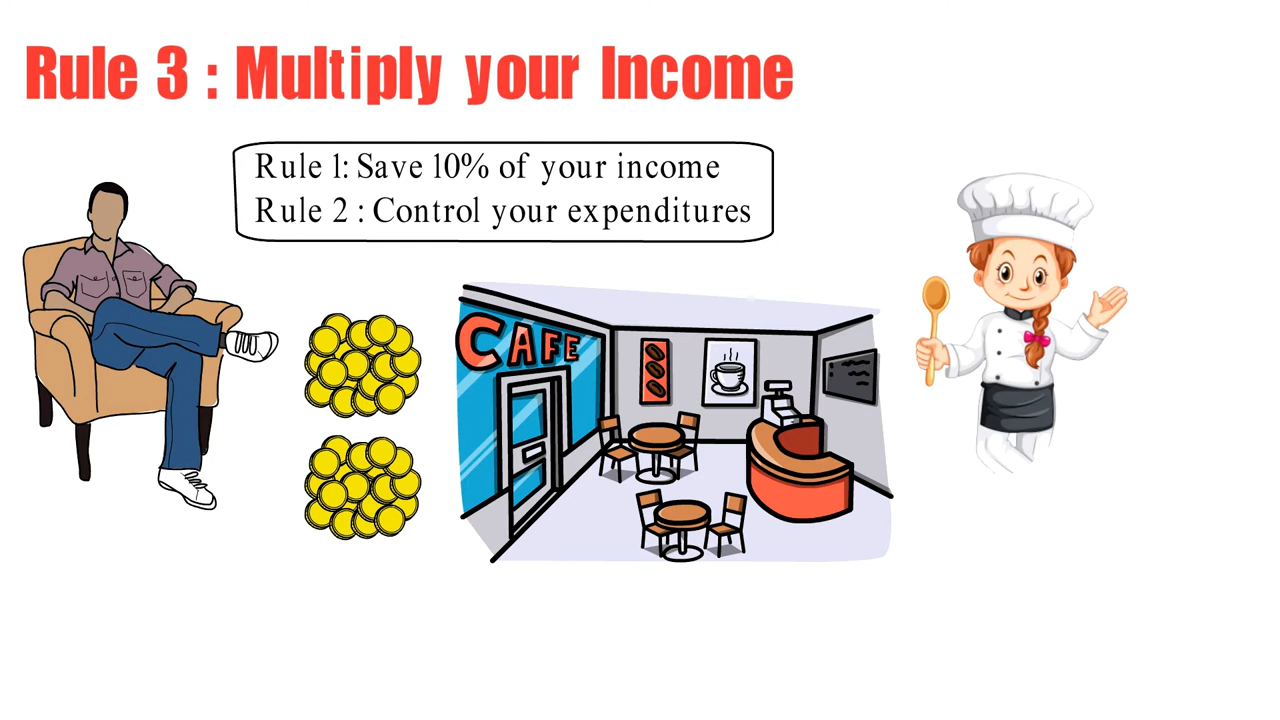 Rule 3 : Multiply your Income
Rule 1: Save 10% of your income
Rule 2 : Control your expenditures
CAFE